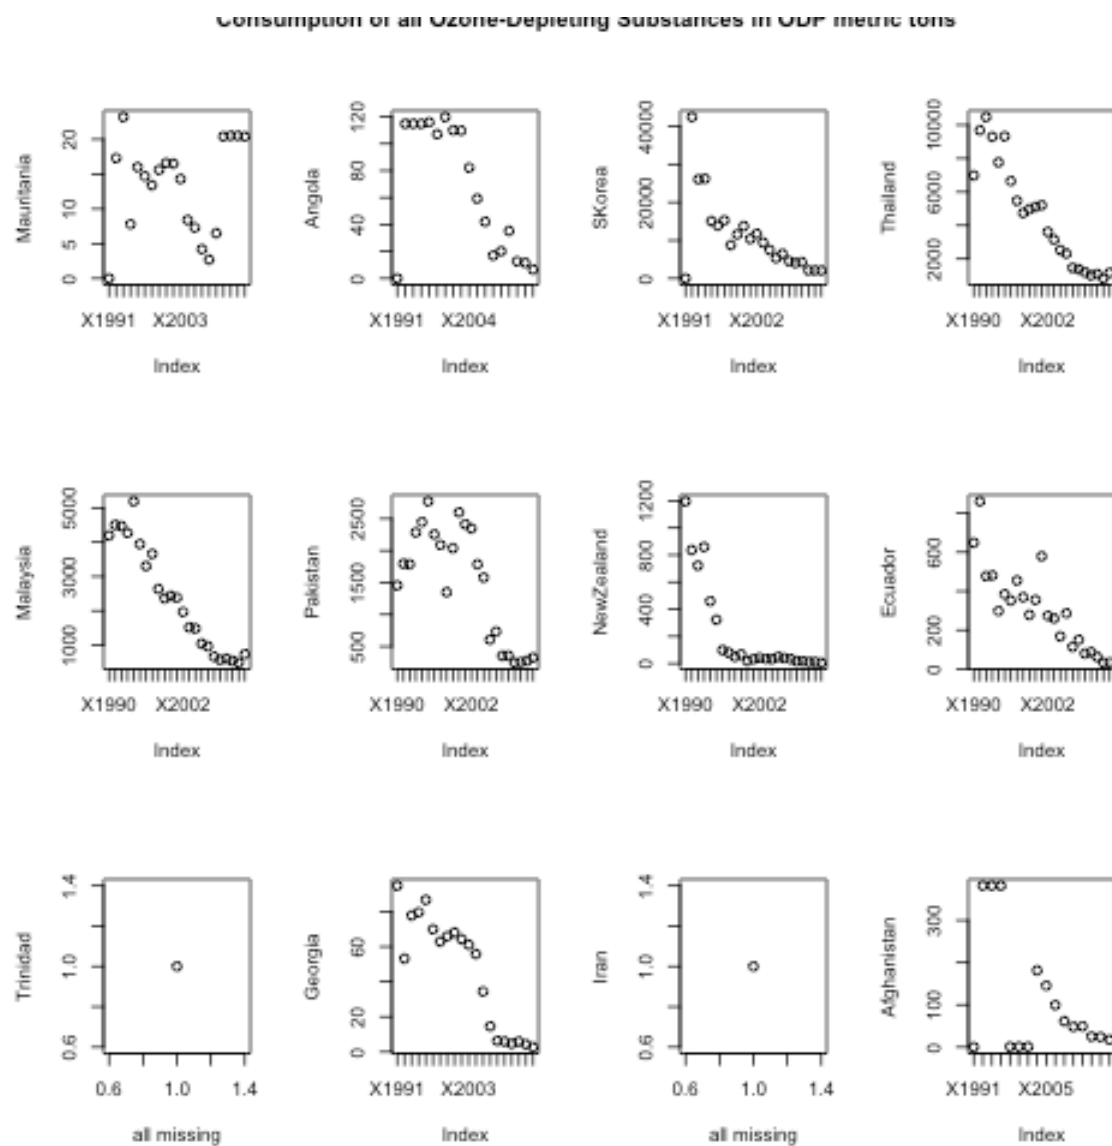 Consumption of all Ozone-Depleting Substances in ODP metric tons
Mauritania
0 5 10 20
X1991 X2003
Index
Angola
0 40 80 120
X1991 X2004
Index
SKorea
0 20000 40000
X1991 X2002
Index
Thailand
2000 6000 10000
X1990 X2002
Index
Malaysia
1000 3000 5000
X1990 X2002
Index
Pakistan
500 1500 2500
X1990 X2002
Index
NewZealand
0 400 800 1200
X1990 X2002
Index
Ecuador
0 200 600
X1990 X2002
Index
Trinidad
0.6 1.0 1.4
0.6 1.0 1.4
all missing
Georgia
0 20 60
X1991 X2003
Index
Iran
0.6 1.0 1.4
0.6 1.0 1.4
all missing
Afghanistan
0 100 300
X1991 X2005
Index